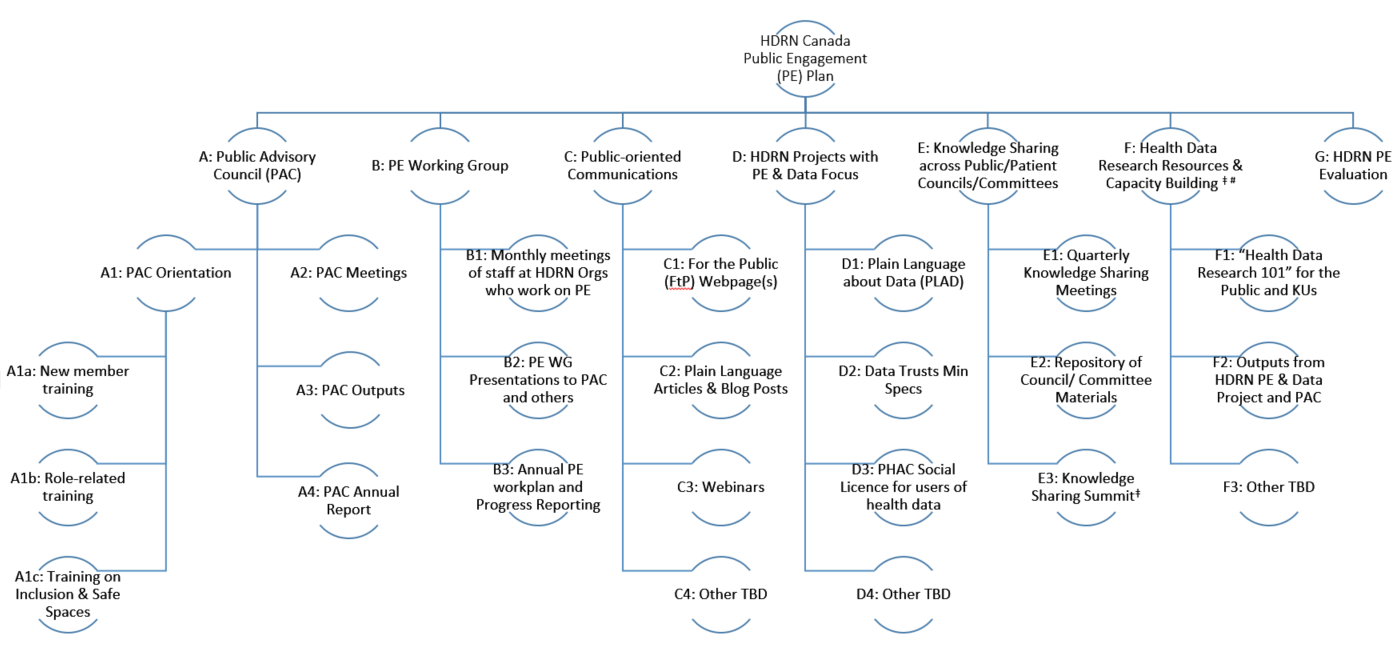 HDRN Canada
Public Engagement
(PE) Plan
A: Public Advisory
Council (PAC)
B: PE Working Group
C: Public-oriented
Communications
D: HDRN Projects with
PE & Data Focus
E: Knowledge Sharing
across Public/Patient
Councils/Committees
F: Health Data
Research Resources &
Capacity Building ‡ #
G: HDRN PE
Evaluation
A1: PAC Orientation
A2: PAC Meetings
B1: Monthly meetings
of staff at HDRN Orgs
who work on PE
C1: For the Public
(FtP) Webpage(s)
D1: Plain Language
about Data (PLAD)
E1: Quarterly
Knowledge Sharing
Meetings
F1: “Health Data
Research 101” for the
Public and KUs
A1a: New member
training
A3: PAC Outputs
B2: PE WG
Presentations to PAC
and others
C2: Plain Language
Articles & Blog Posts
D2: Data Trusts Min
Specs
E2: Repository of
Council/ Committee
Materials
F2: Outputs from
HDRN PE & Data
Project and PAC
A1b: Role-related
training
A4: PAC Annual
Report
B3: Annual PE
workplan and
Progress Reporting
C3: Webinars
D3: PHAC Social
Licence for users of
health data
E3: Knowledge
Sharing Summit‡
F3: Other TBD
A1c: Training on
Inclusion & Safe
Spaces
C4: Other TBD
D4: Other TBD